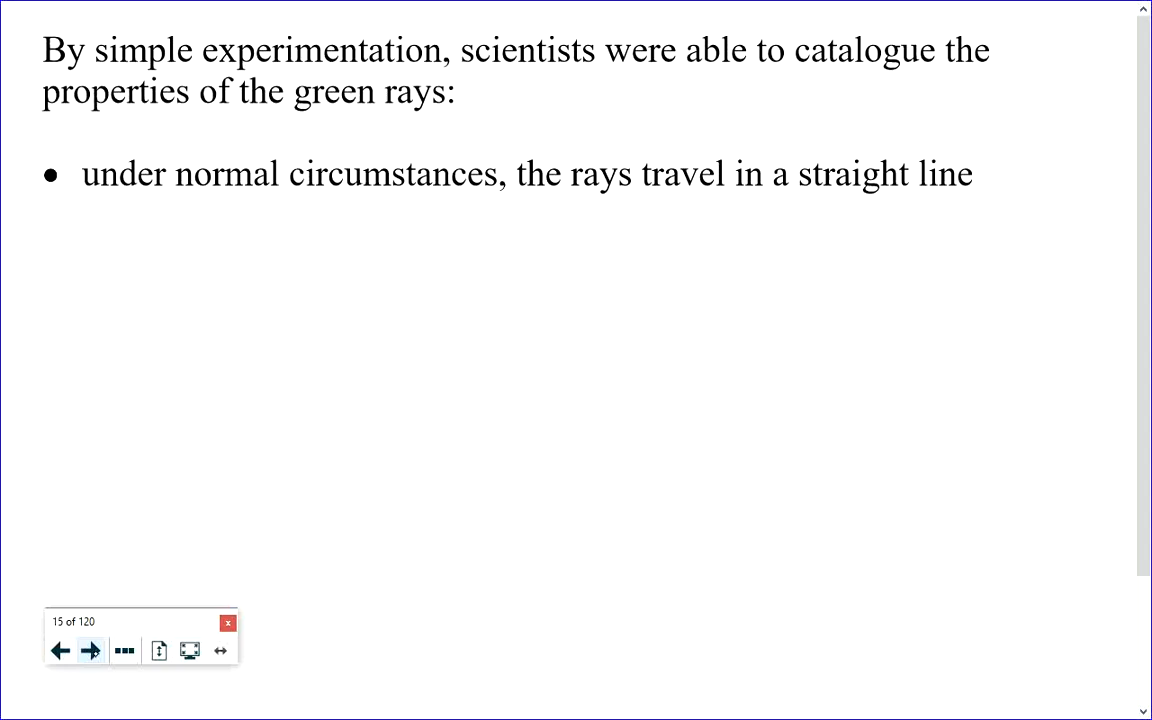 By simple experimentation, scientists were able to catalogue the
properties of the green rays:
• under normal circumstances, the rays travel in a straight line
15 of 120
x